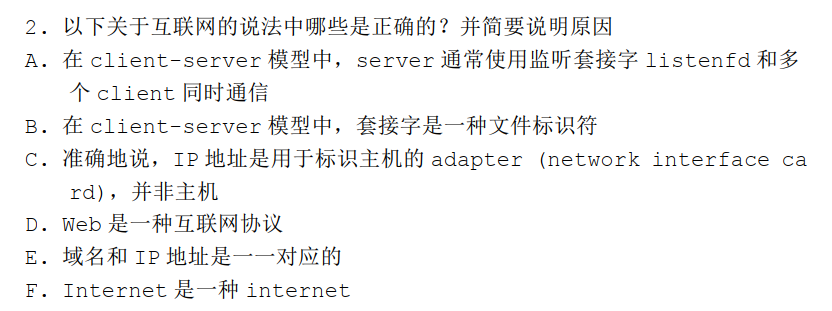 2. 以下关于互联网的说法中哪些是正确的？并简要说明原因
A. 在 client-server 模型中，server 通常使用监听套接字 listenfd 和多
个 client 同时通信
B. 在 client-server 模型中，套接字是一种文件标识符
C. 准确地说，IP 地址是用于标识主机的 adapter (network interface ca
rd)，并非主机
D. Web 是一种互联网协议
E. 域名和 IP 地址是一一对应的
F. Internet 是一种 internet